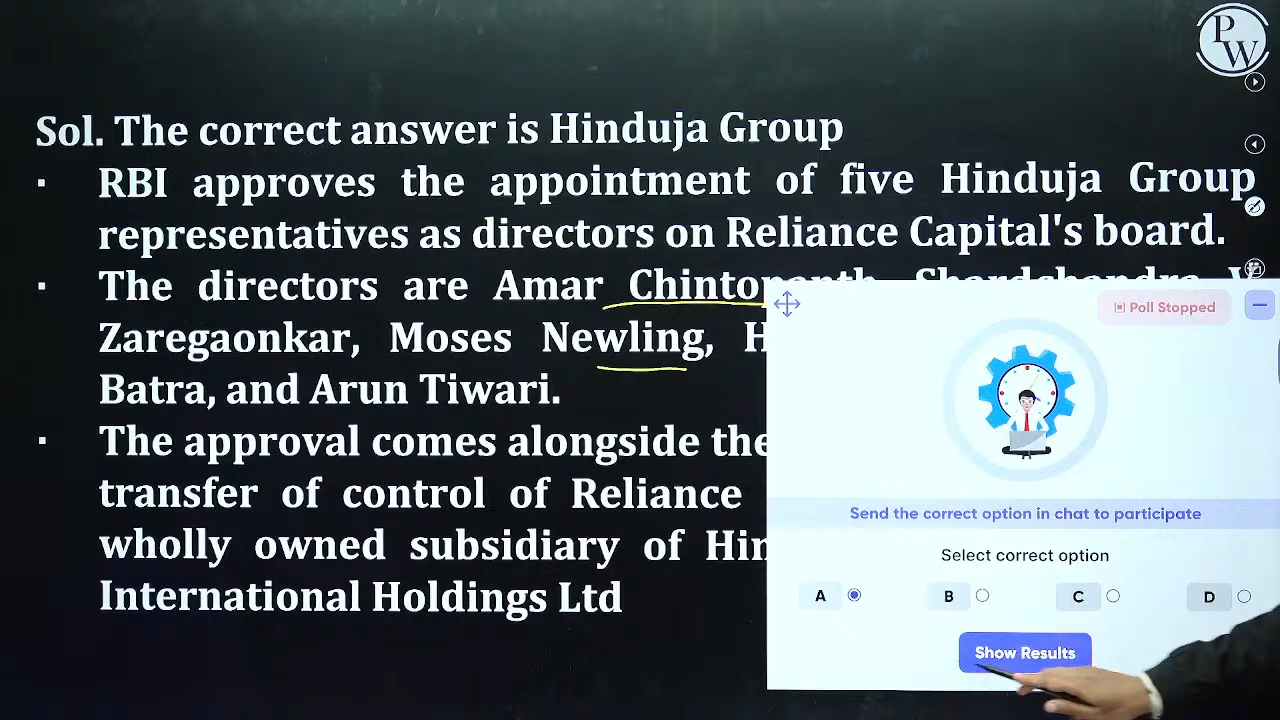 PW
Sol. The correct answer is Hinduja Group
· RBI approves the appointment of five Hinduja Group
representatives as directors on Reliance Capital's board.
· The directors are Amar
Zaregaonkar, Moses Newling,
Batra, and Arun Tiwari.
· The approval comes alongside the
transfer of control of Reliance
wholly owned subsidiary of
International Holdings Ltd
Poll Stopped
Send the correct option in chat to participate
Select correct option
A B C D
Show Results